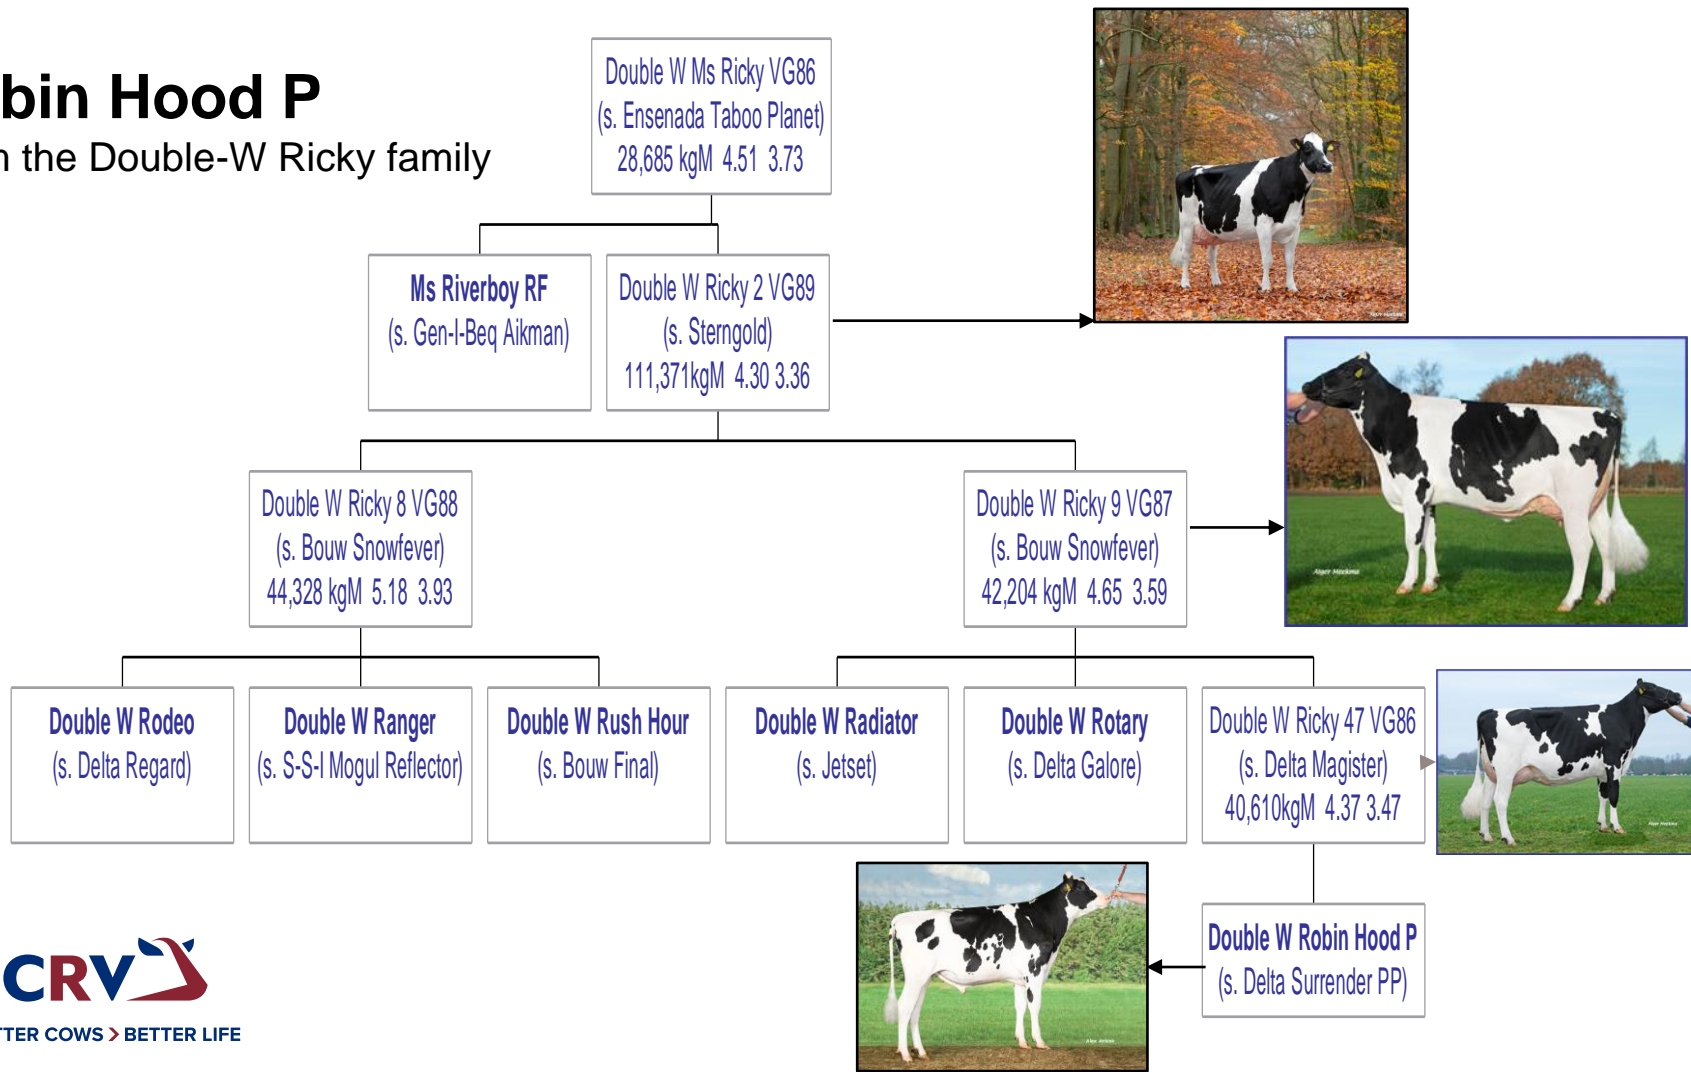 bin Hood P
the Double-W Ricky family
Double W Ms Ricky VG86
(s. Ensenada Taboo Planet)
28,685 kgM 4.51 3.73
Ms Riverboy RF
(s. Gen-I-Beq Aikman)
Double W Ricky 2 VG89
(s. Sterngold)
111,371kgM 4.30 3.36
Double W Ricky 8 VG88
(s. Bouw Snowfever)
44,328 kgM 5.18 3.93
Double W Ricky 9 VG87
(s. Bouw Snowfever)
42,204 kgM 4.65 3.59
Alger Meekma
Double W Rodeo
(s. Delta Regard)
Double W Ranger
(s. S-S-I Mogul Reflector)
Double W Rush Hour
(s. Bouw Final)
Double W Radiator
(s. Jetset)
Double W Rotary
(s. Delta Galore)
Double W Ricky 47 VG86
(s. Delta Magister)
40,610kgM 4.37 3.47
Double W Robin Hood P
(s. Delta Surrender PP)
CRV
TTER COWS > BETTER LIFE